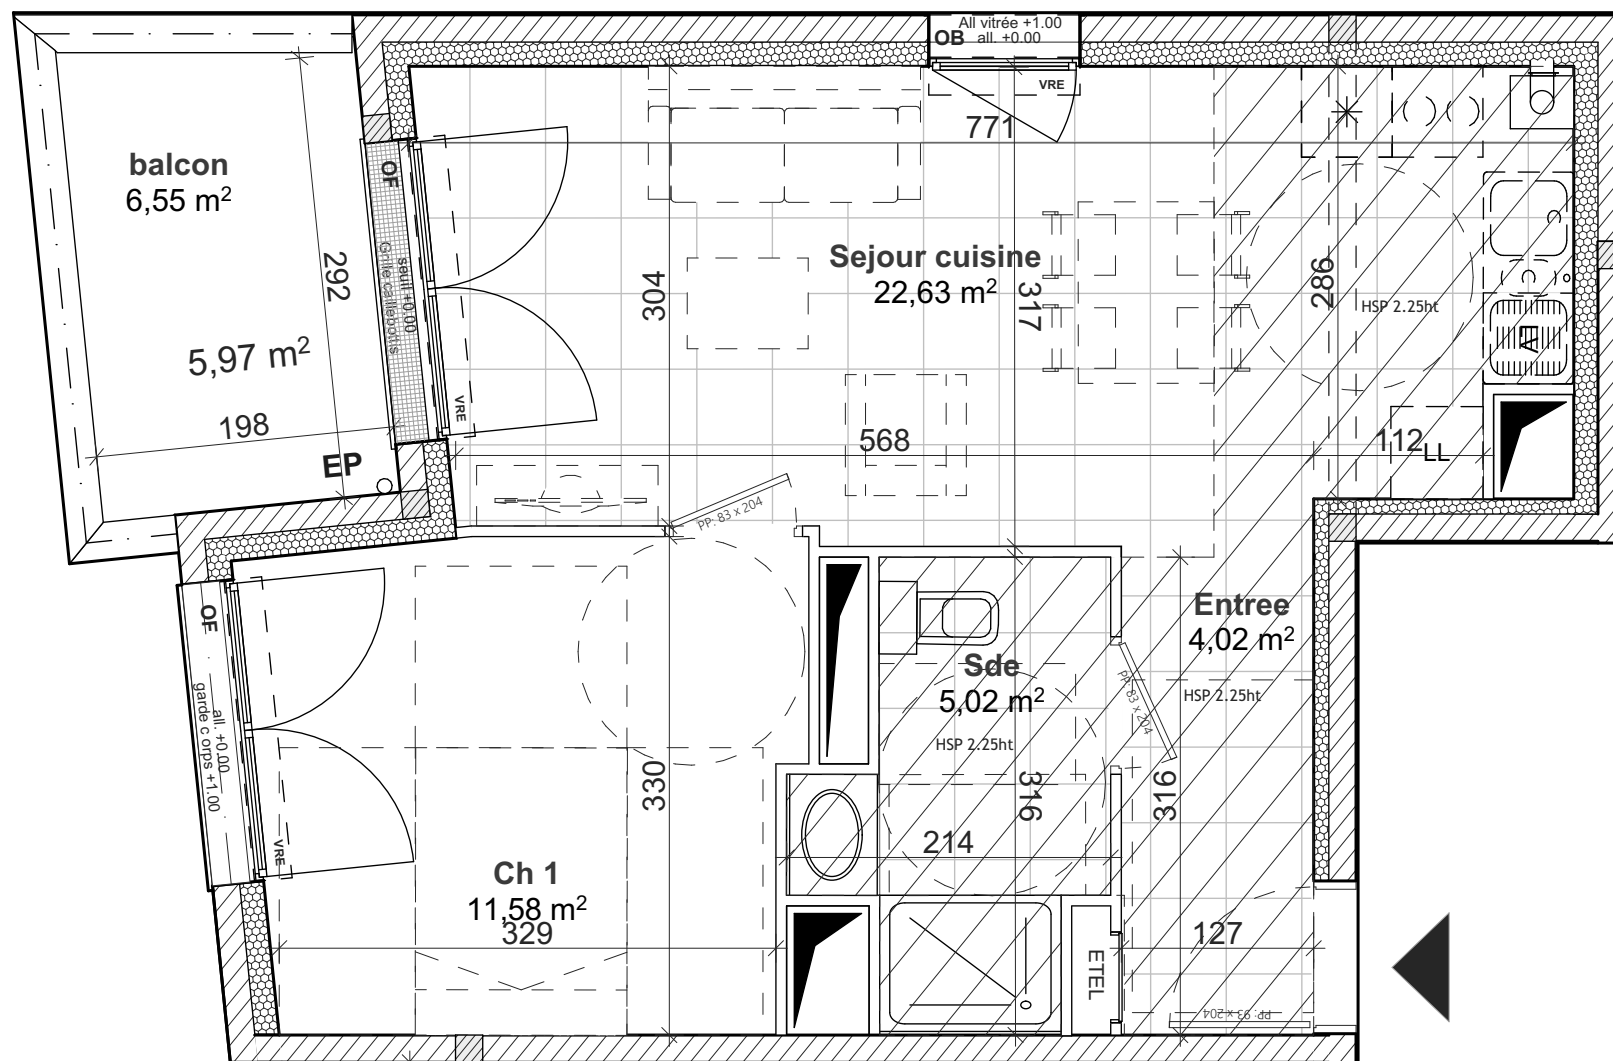 All vitrée +1.00
all. +0.00
OB
VRE
771
balcon
6,55 m²
OF
292
seuil +0.00
Grille caillebotis
5,97 m²
198
EP
VRE
304
Sejour cuisine
22,63 m²
317
286
HSP 2.25ht
568
112
LL
PP: 83 x 204
Entree
4,02 m²
HSP 2.25ht
PP: 83 x 204
Sde
5,02 m²
HSP 2.25ht
OF
all. +0.00
garde c orps +1.00
VRE
330
316
316
214
Ch 1
11,58 m²
329
127
ETEL
PP: 93 x 204